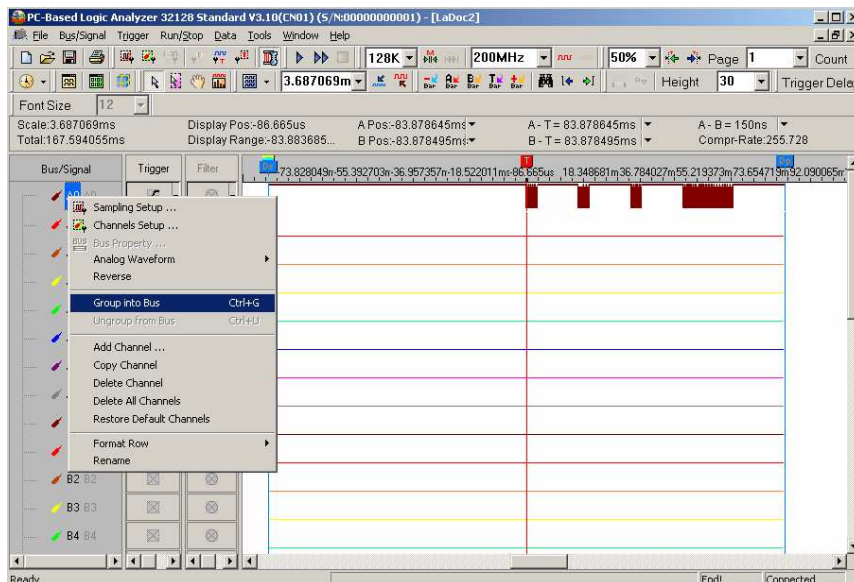 PC-Based Logic Analyzer 32128 Standard V3.10(CN01) (S/N:00000000001) - [LaDoc2]
File Bus/Signal Trigger Run/Stop Data Tools Window Help
128K 200MHz 50% Page 1 Count
3.687069m Height 30 Trigger Dela
Font Size 12
Scale:3.687069ms Display Pos:-86.665us A Pos:-83.878645ms A - T = 83.878645ms A - B = 150ns
Total:167.594055ms Display Range:-83.883685... B Pos:-83.878495ms B - T = 83.878495ms Compr-Rate:255.728
Bus/Signal Trigger Filter
T Dp
73.828049m-55.392703m-36.957357m-18.522011ms-86.665us 18.348681m36.784027m55.219373m73.654719m92.090065m
A0 A0
Sampling Setup ...
Channels Setup ...
Bus Property ...
Analog Waveform
Reverse
Group into Bus Ctrl+G
Ungroup from Bus Ctrl+U
Add Channel ...
Copy Channel
Delete Channel
Delete All Channels
Restore Default Channels
Format Row
Rename
B2 B2
B3 B3
B4 B4
Ready End! Connected